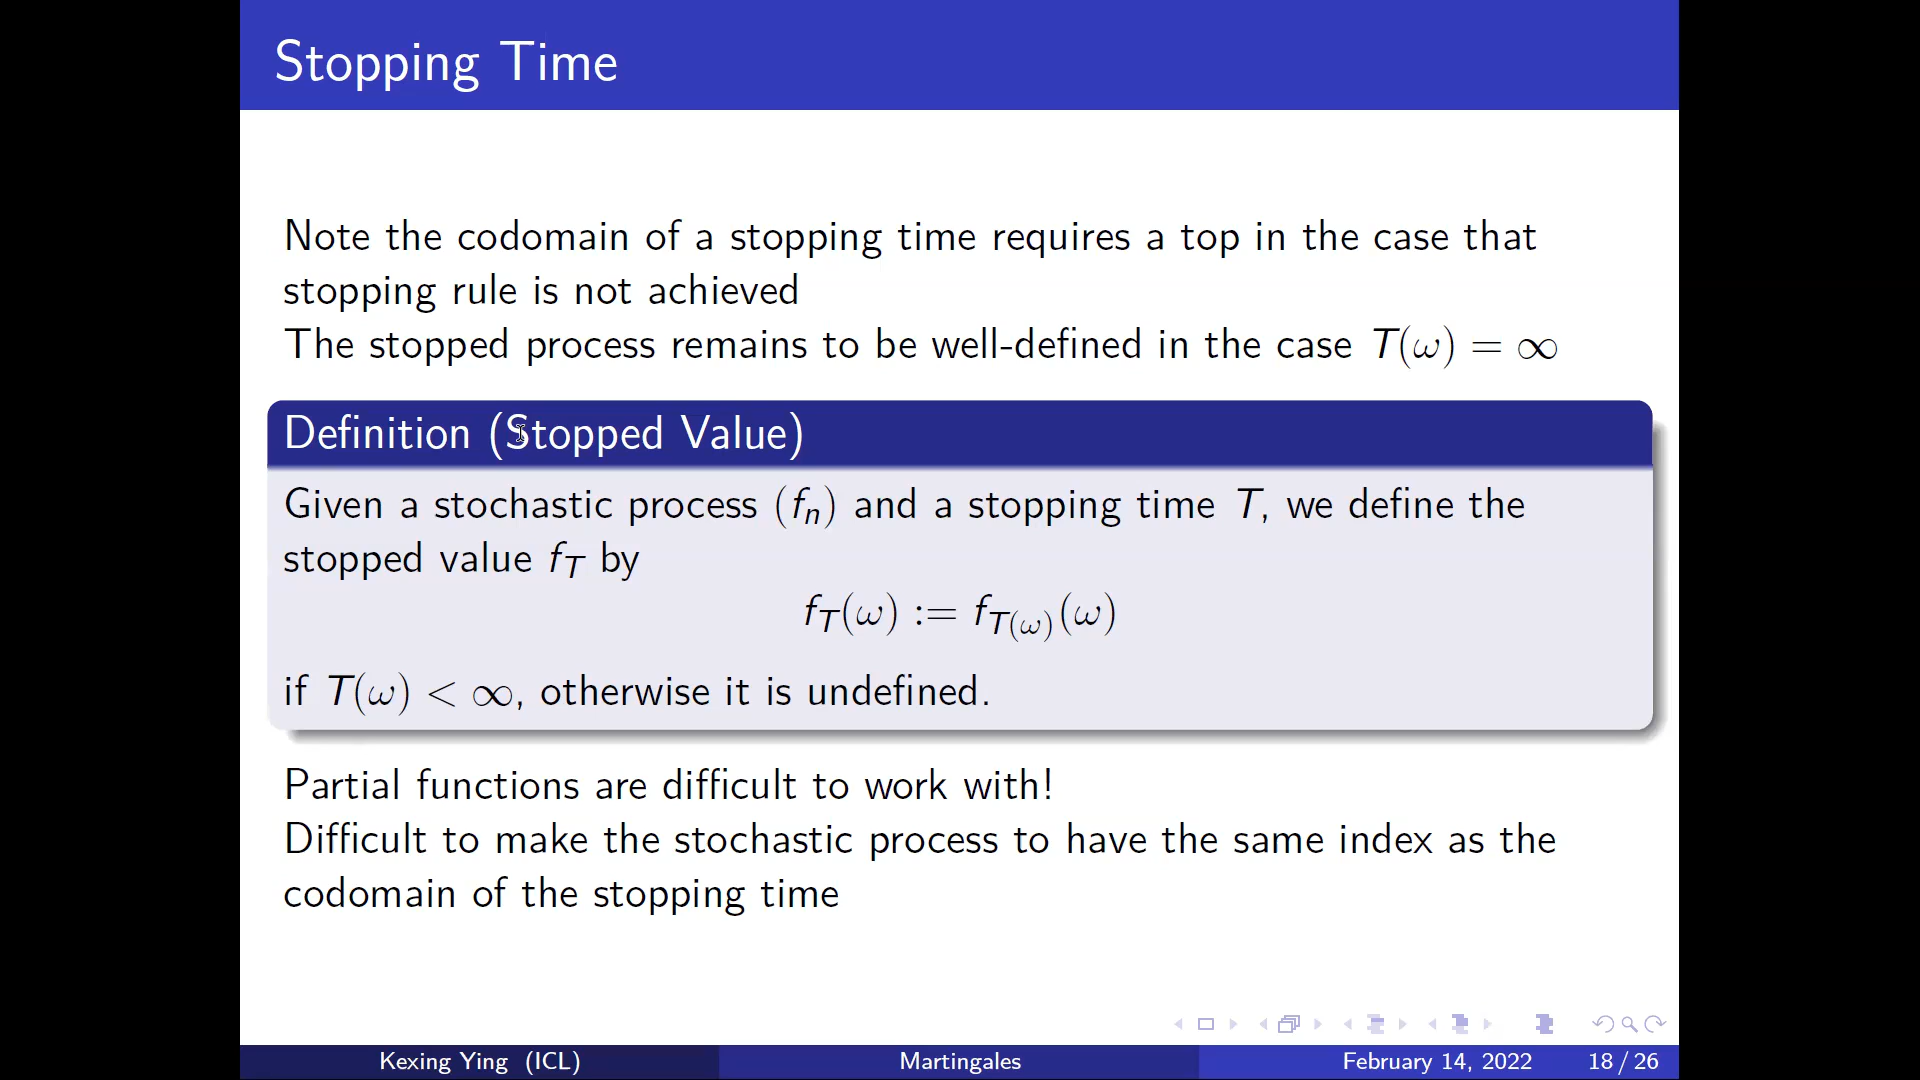 Stopping Time
Note the codomain of a stopping time requires a top in the case that
stopping rule is not achieved
The stopped process remains to be well-defined in the case T(ω) = ∞
Definition (Stopped Value)
Given a stochastic process (fₙ) and a stopping time T, we define the
stopped value f_T by
f_T(ω) := f_{T(ω)}(ω)
if T(ω) < ∞, otherwise it is undefined.
Partial functions are difficult to work with!
Difficult to make the stochastic process to have the same index as the
codomain of the stopping time
Kexing Ying (ICL) Martingales February 14, 2022 18 / 26